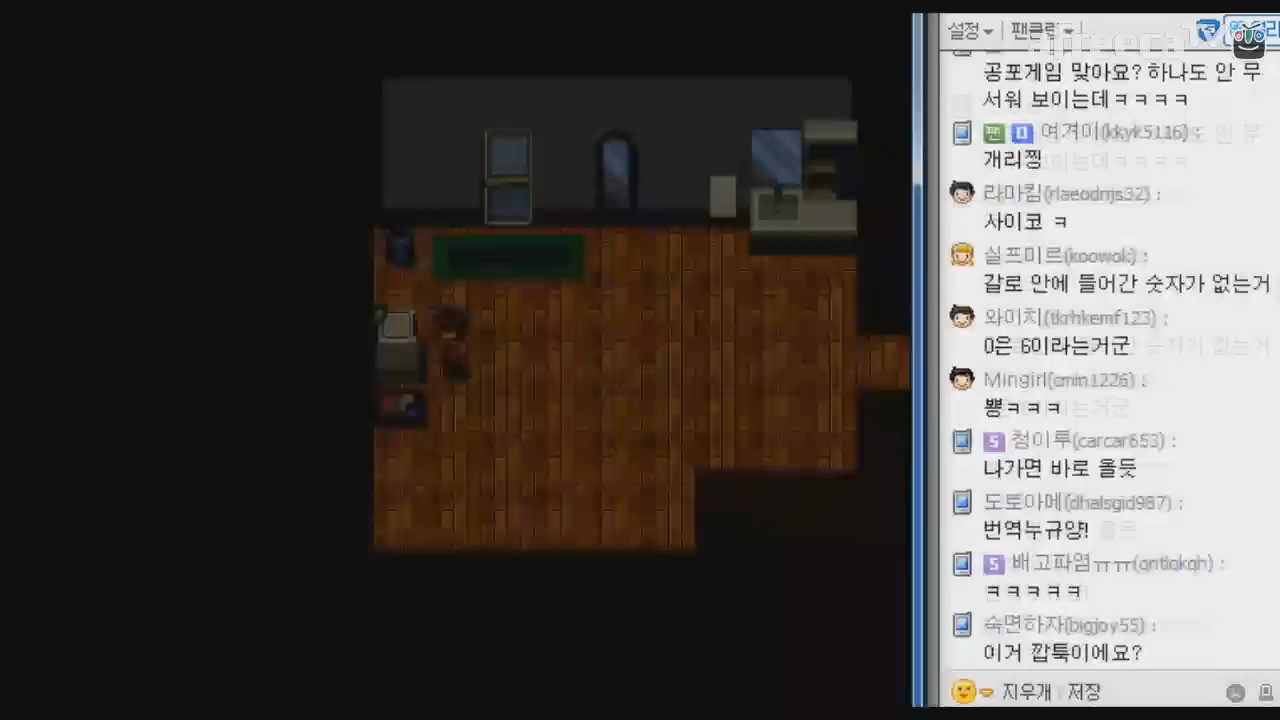 설정 팬클럽
afreeca
공포게임 맞아요? 하나도 안 무
서워 보이는데ㅋㅋㅋㅋ
팬 여겨이(kkyk5116) :
개리찡
라마킴(rlaeodnjs32) :
사이코 ㅋ
실프미르(koowok) :
갈로 안에 들어간 숫자가 없는거
와이치(tkrhkemf123) :
0은 6이라는거군
Mingirl(cmin1226) :
뿅ㅋㅋㅋ
S 첨이루(carcar653) :
나가면 바로 올듯
도토아메(dhalsgid987) :
번역누규양!
S 배고파염ㅠㅠ(qntlqkqh) :
ㅋㅋㅋㅋㅋ
숙면하자(bigjoy55) :
이거 깝툭이에요?
지우개 저장